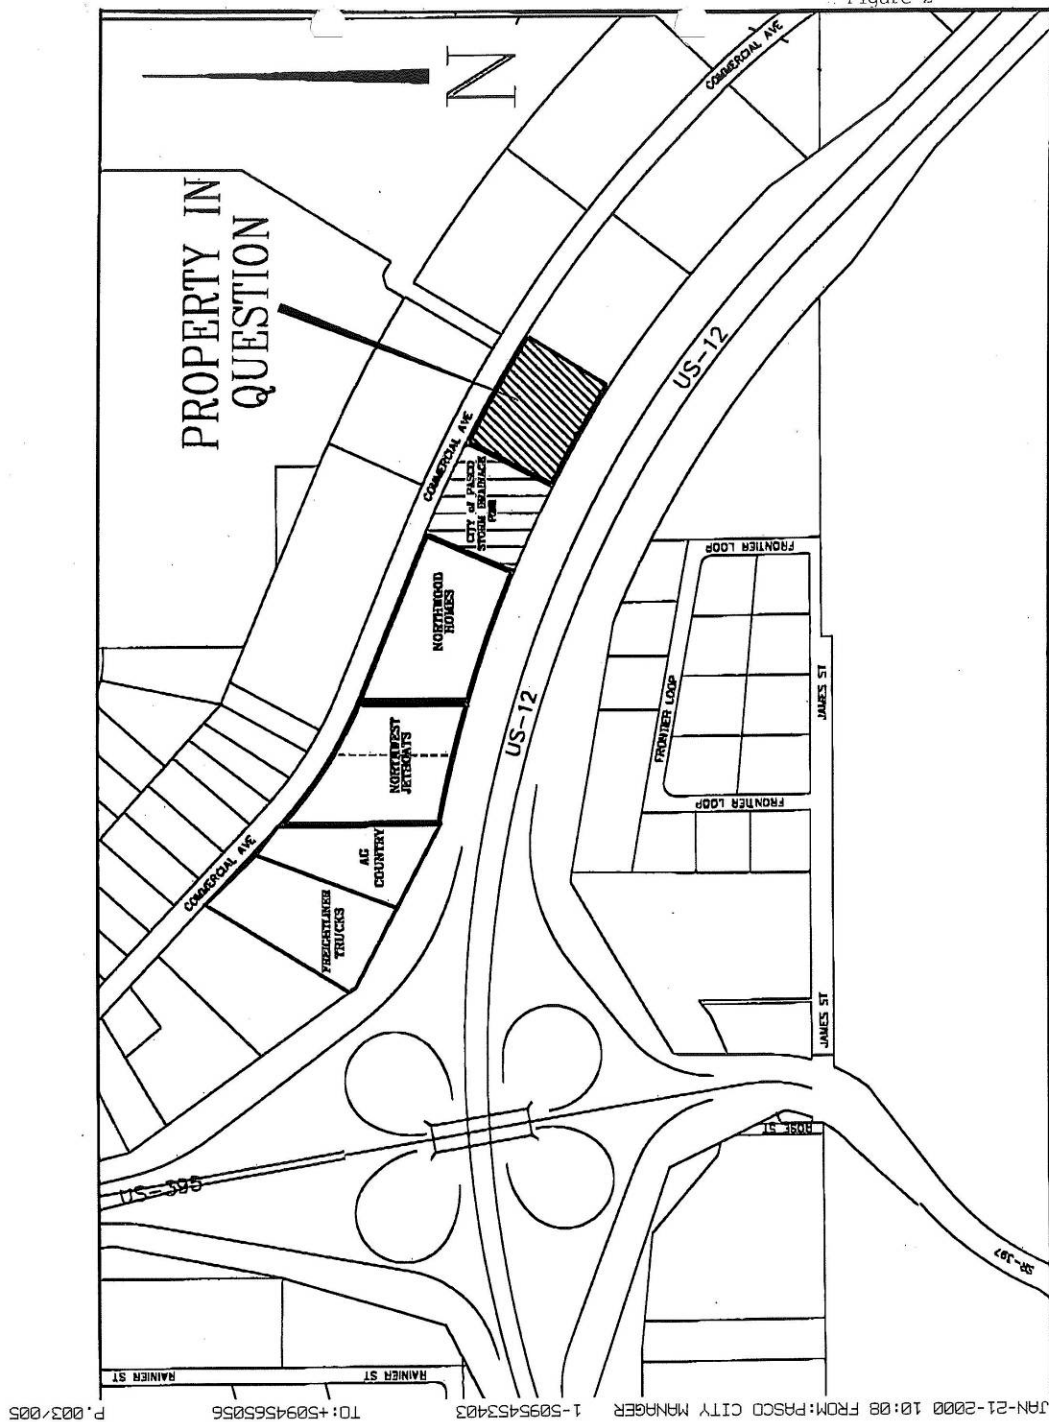 Figure 2
COMMERCIAL AVE
N
PROPERTY IN
QUESTION
US-12
COMMERCIAL AVE
CITY of PASCO
STORM DRAINAGE
POND
NORTHWOOD
HOMES
FRONTIER LOOP
US-12
NORTHWEST
JETBOATS
FRONTIER LOOP
JAMES ST
FRONTIER LOOP
COMMERCIAL AVE
AG
COUNTRY
FREIGHTLINER
TRUCKS
JAMES ST
ROSE ST
US-395
SR-397
RAINIER ST
RAINIER ST
JAN-21-2000 10:08 FROM:PASCO CITY MANAGER 1-5095453403 TO:+5094565056 P.003/005